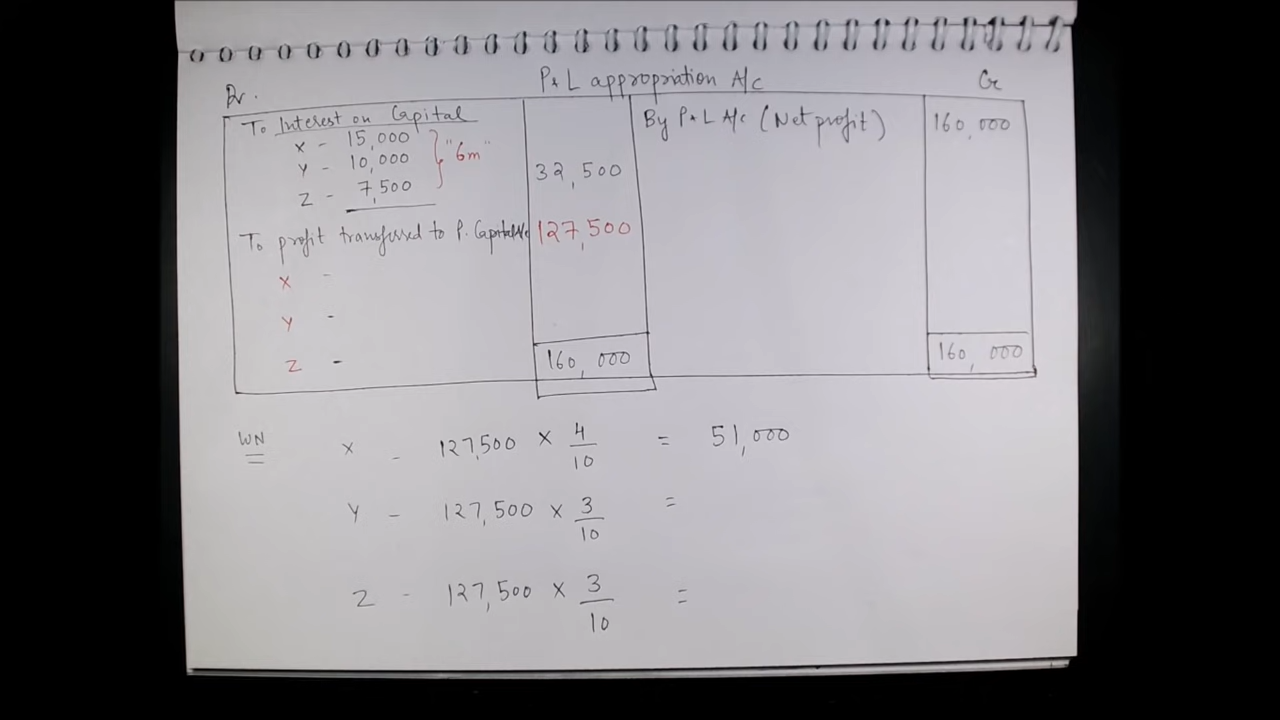 P & L appropriation A/c
Dr.
Cr
To Interest on Capital
X - 15,000
Y - 10,000
Z - 7,500
"6m"
32,500
By P & L A/c (Net profit)
160,000
To profit transferred to P. Capital A/c
127,500
X -
Y -
Z -
160,000
160,000
WN
X - 127,500 × 4/10 = 51,000
Y - 127,500 × 3/10 =
Z - 127,500 × 3/10 =